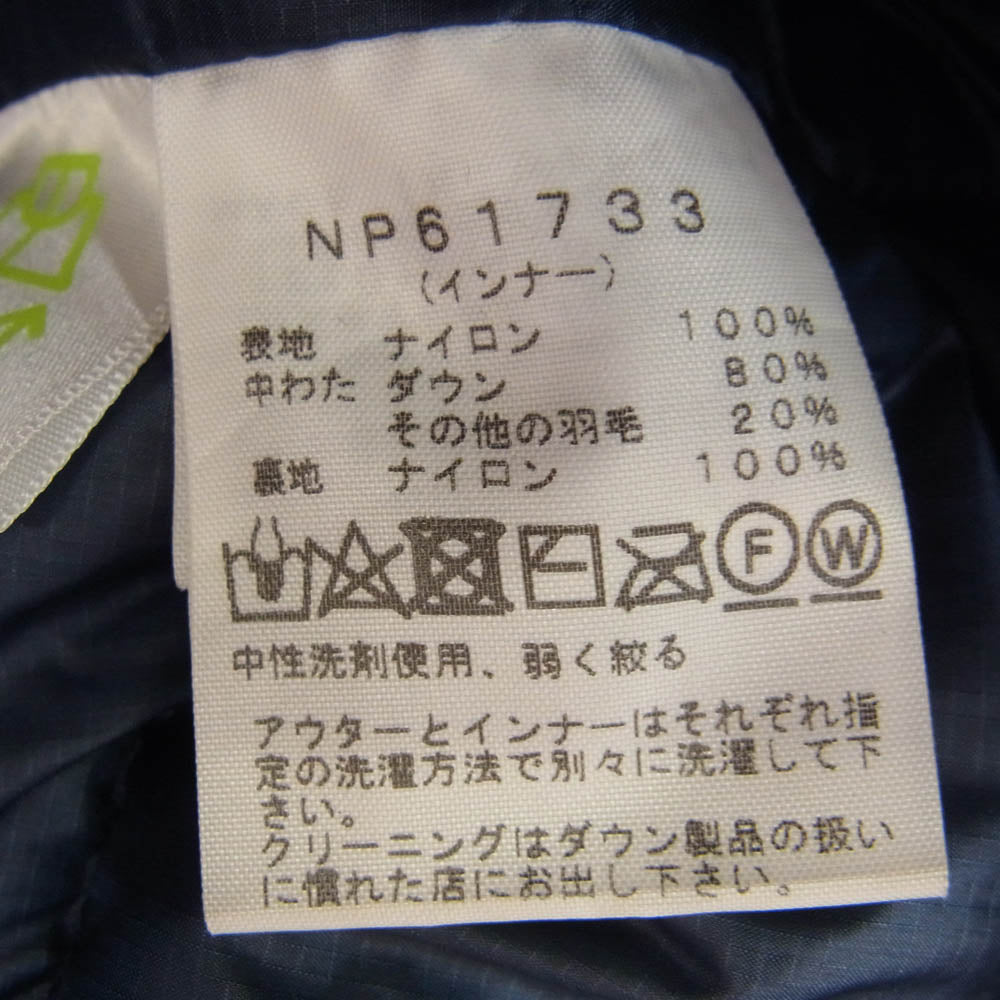 NP61733
(インナー)
表地 ナイロン 100%
中わた ダウン 80%
その他の羽毛 20%
裏地 ナイロン 100%
F W
中性洗剤使用、弱く絞る
アウターとインナーはそれぞれ指
定の洗濯方法で別々に洗濯して下
さい。
クリーニングはダウン製品の扱い
に慣れた店にお出し下さい。